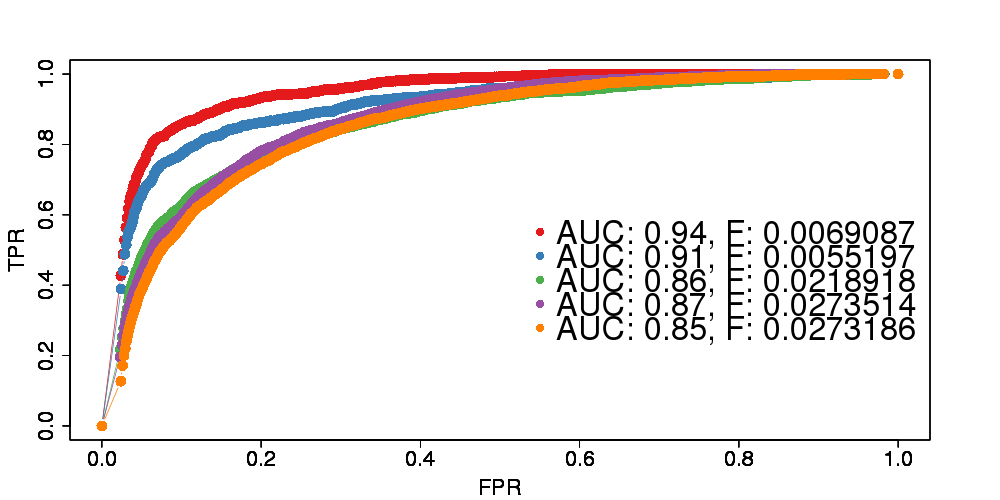 TPR
1.0
0.8
0.6
0.4
0.2
0.0
AUC: 0.94, F: 0.0069087
AUC: 0.91, F: 0.0055197
AUC: 0.86, F: 0.0218918
AUC: 0.87, F: 0.0273514
AUC: 0.85, F: 0.0273186
0.0 0.2 0.4 0.6 0.8 1.0
FPR